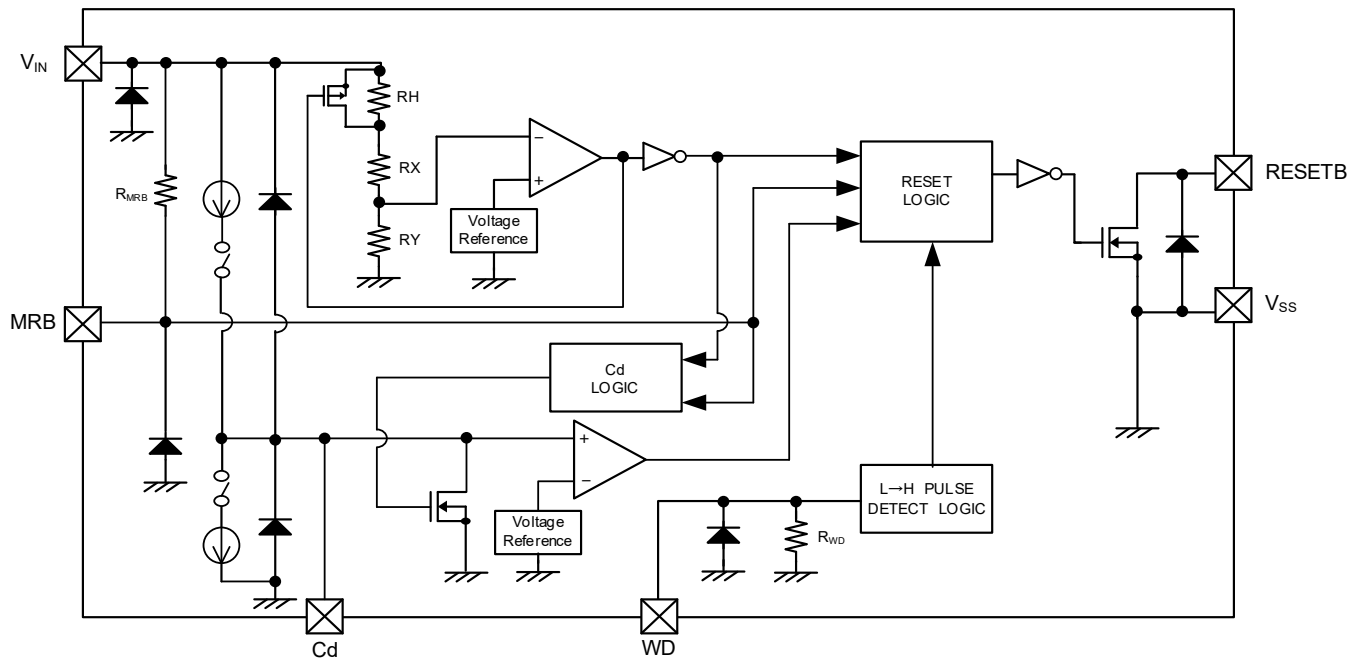 VIN
RH
RMRB
RX
RY
−
+
Voltage
Reference
RESET
LOGIC
RESETB
MRB
VSS
Cd
LOGIC
+
−
Voltage
Reference
L→H PULSE
DETECT LOGIC
RWD
Cd
WD